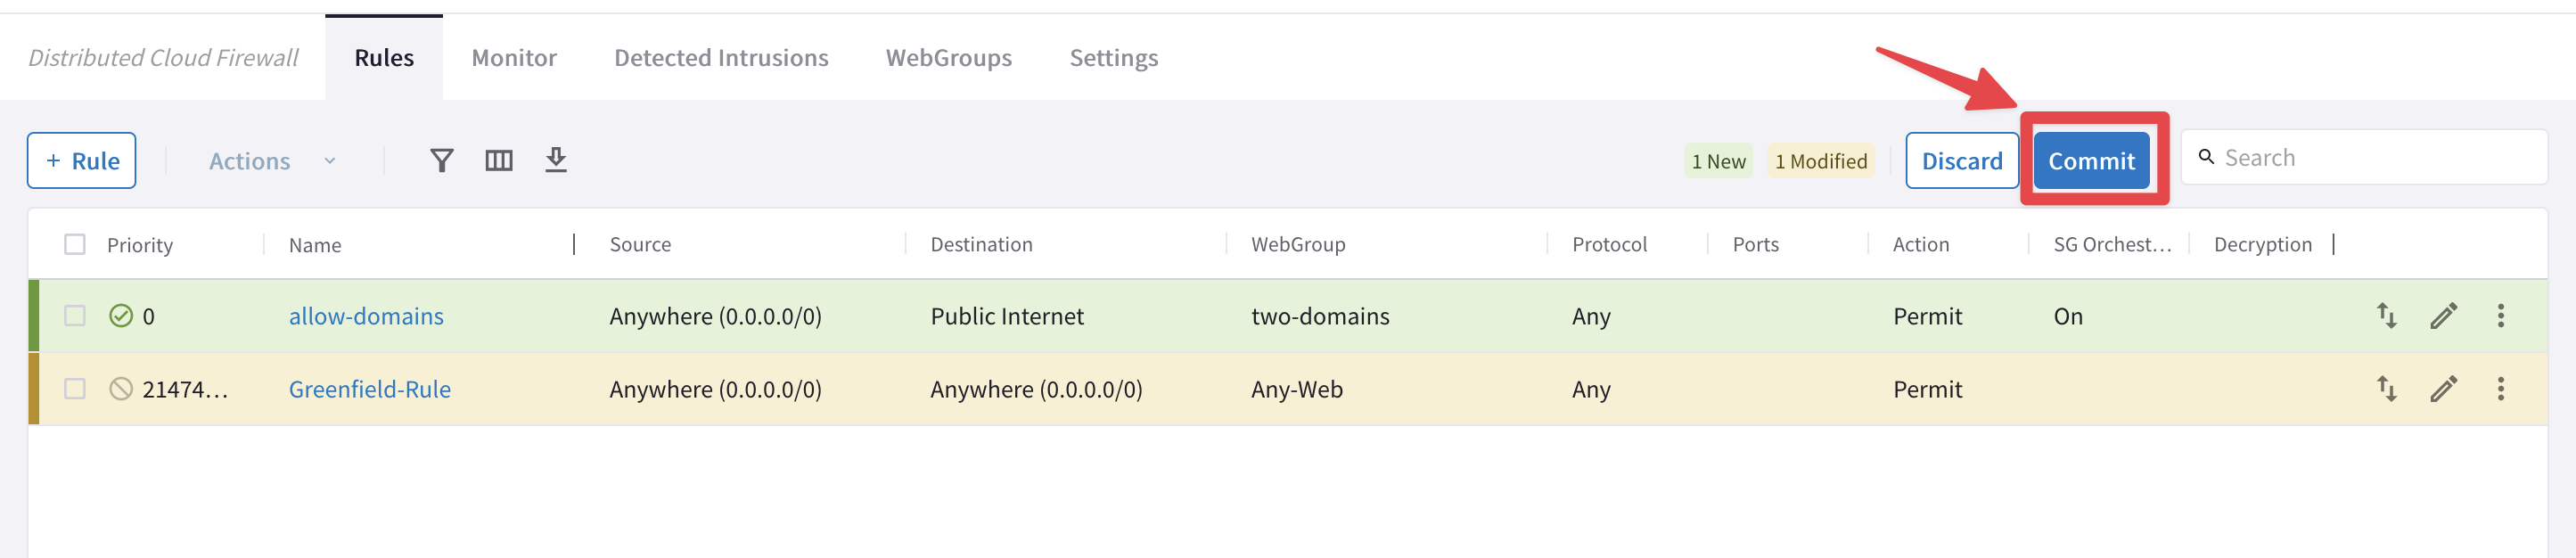 Distributed Cloud Firewall Rules Monitor Detected Intrusions WebGroups Settings
+ Rule Actions 1 New 1 Modified Discard Commit Search
Priority Name Source Destination WebGroup Protocol Ports Action SG Orchest... Decryption
0 allow-domains Anywhere (0.0.0.0/0) Public Internet two-domains Any Permit On
21474... Greenfield-Rule Anywhere (0.0.0.0/0) Anywhere (0.0.0.0/0) Any-Web Any Permit